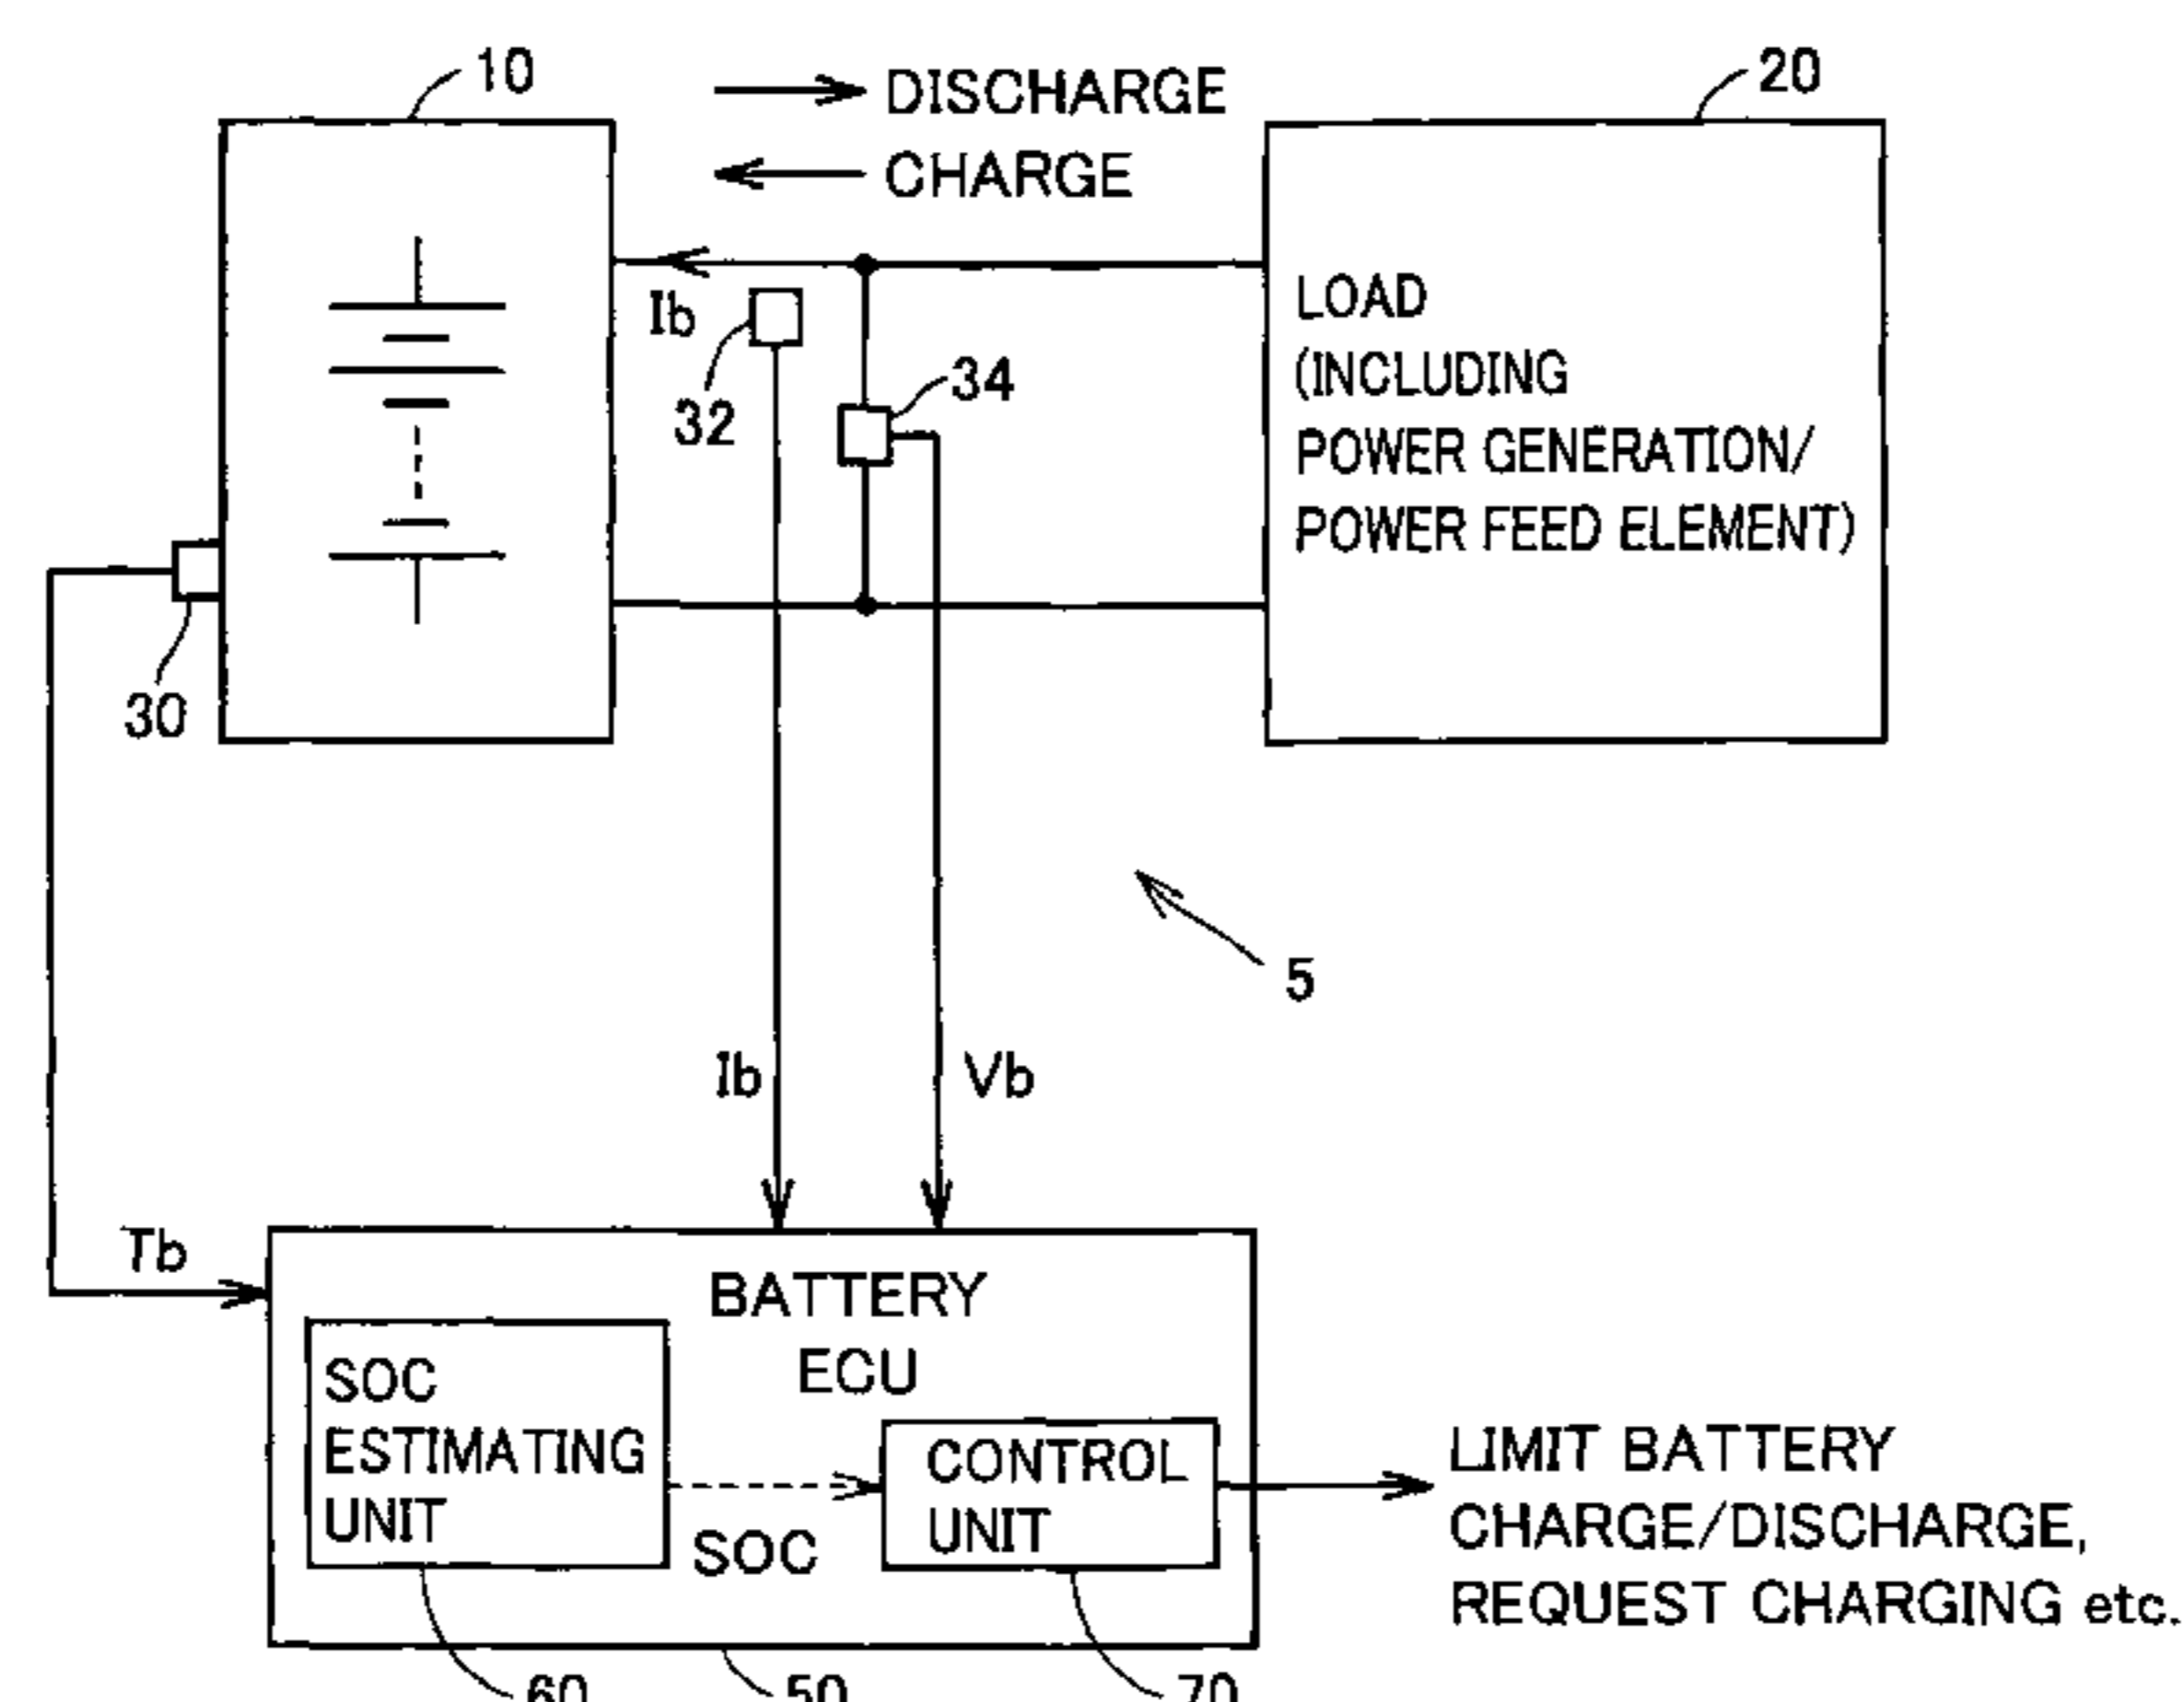 10
DISCHARGE
20
CHARGE
Ib
32
34
LOAD
(INCLUDING
POWER GENERATION/
POWER FEED ELEMENT)
30
5
Ib
Vb
Tb
BATTERY
ECU
SOC
ESTIMATING
UNIT
SOC
CONTROL
UNIT
LIMIT BATTERY
CHARGE/DISCHARGE,
REQUEST CHARGING etc.
60
50
70